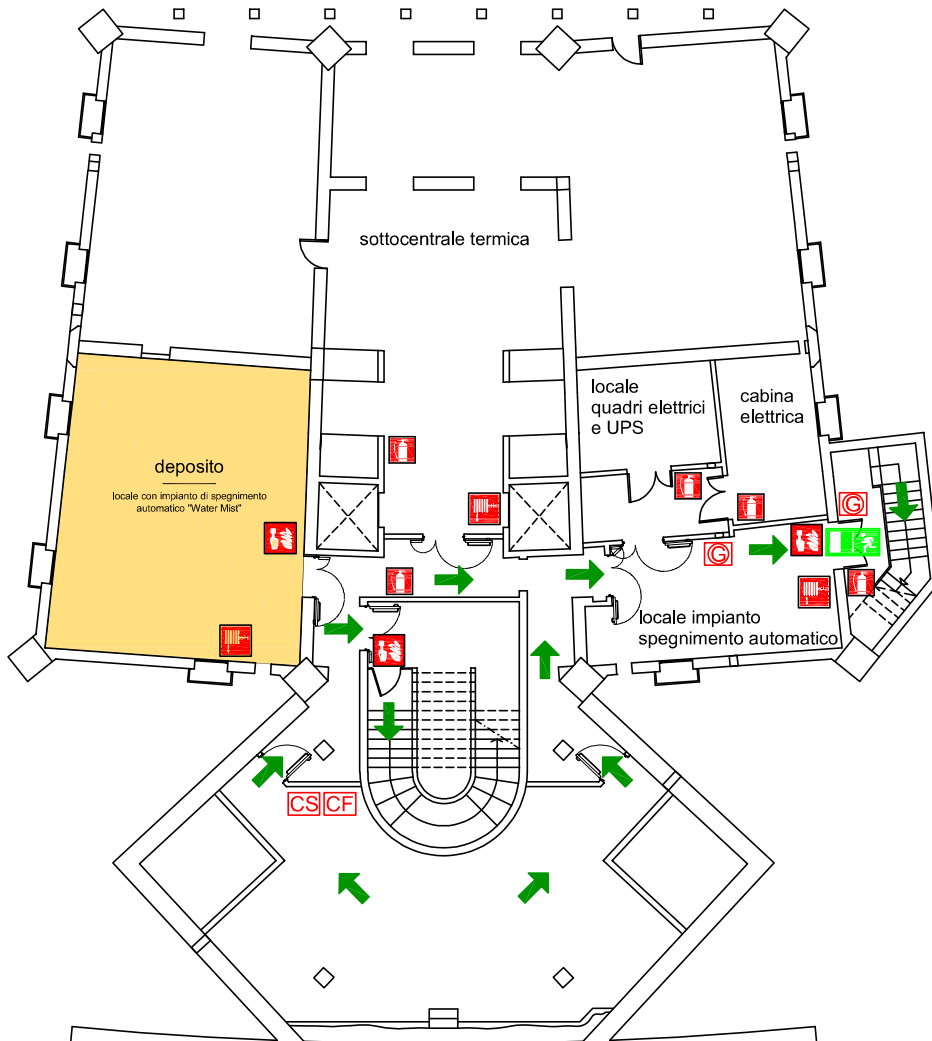 sottocentrale termica
locale
quadri elettrici
e UPS
cabina
elettrica
deposito
locale con impianto di spegnimento
automatico "Water Mist"
G
G
locale impianto
spegnimento automatico
CS CF